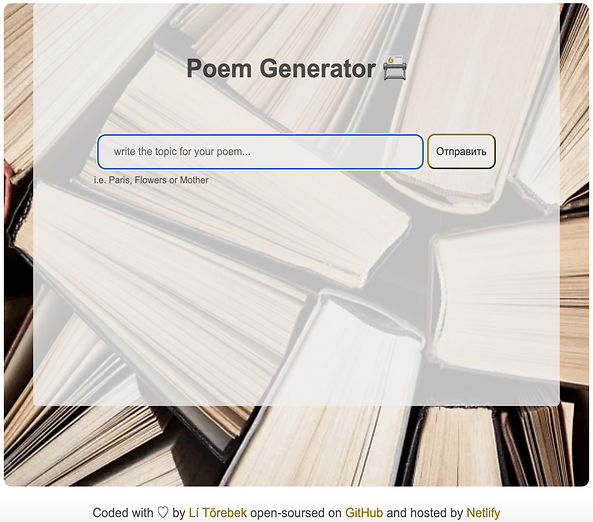 Poem Generator
write the topic for your poem...
Отправить
i.e. Paris, Flowers or Mother
Coded with ♡ by Lí Tõrebek open-soursed on GitHub and hosted by Netlify